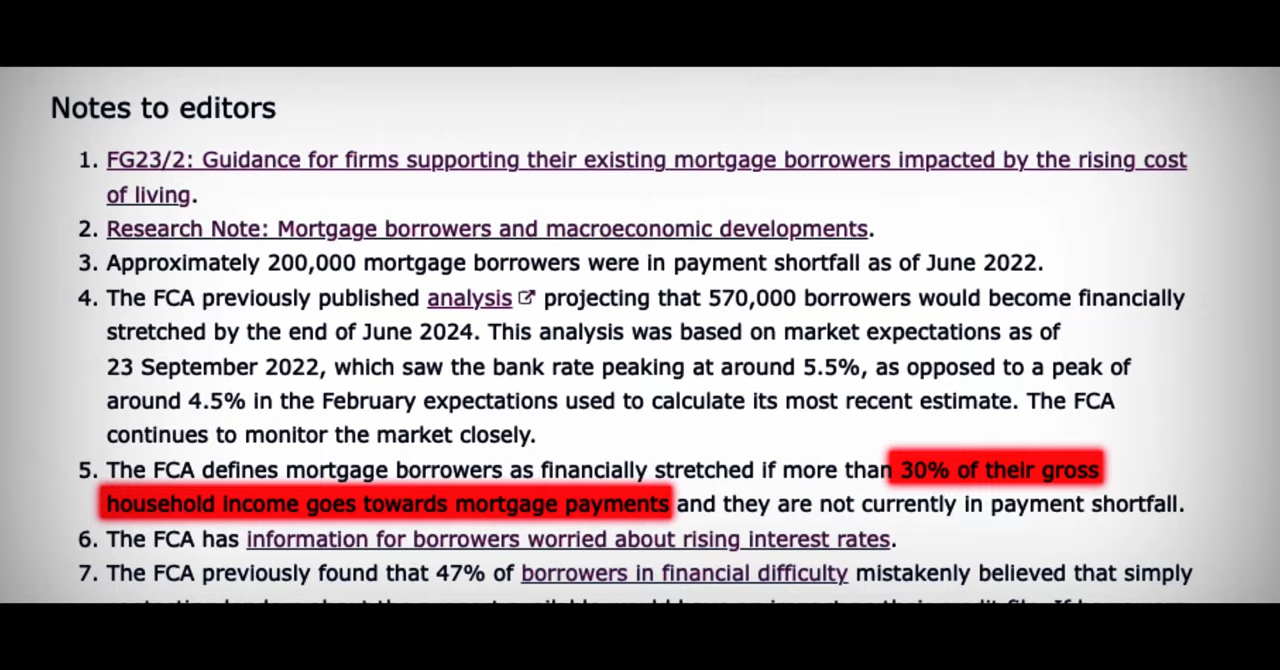 Notes to editors
1. FG23/2: Guidance for firms supporting their existing mortgage borrowers impacted by the rising cost
of living.
2. Research Note: Mortgage borrowers and macroeconomic developments.
3. Approximately 200,000 mortgage borrowers were in payment shortfall as of June 2022.
4. The FCA previously published analysis projecting that 570,000 borrowers would become financially
stretched by the end of June 2024. This analysis was based on market expectations as of
23 September 2022, which saw the bank rate peaking at around 5.5%, as opposed to a peak of
around 4.5% in the February expectations used to calculate its most recent estimate. The FCA
continues to monitor the market closely.
5. The FCA defines mortgage borrowers as financially stretched if more than 30% of their gross
household income goes towards mortgage payments and they are not currently in payment shortfall.
6. The FCA has information for borrowers worried about rising interest rates.
7. The FCA previously found that 47% of borrowers in financial difficulty mistakenly believed that simply